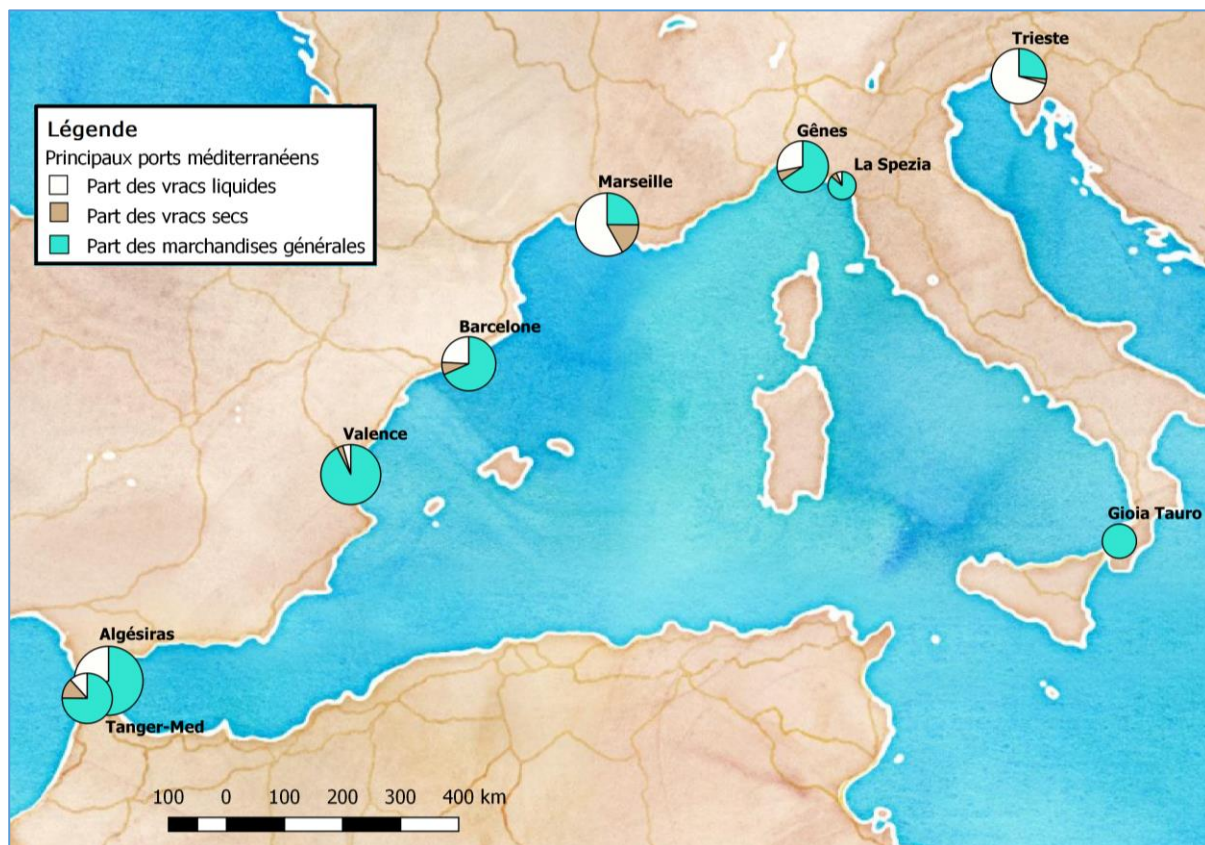 Trieste
Légende
Principaux ports méditerranéens
Part des vracs liquides
Part des vracs secs
Part des marchandises générales
Gênes
La Spezia
Marseille
Barcelone
Valence
Gioia Tauro
Algésiras
Tanger-Med
100 0 100 200 300 400 km